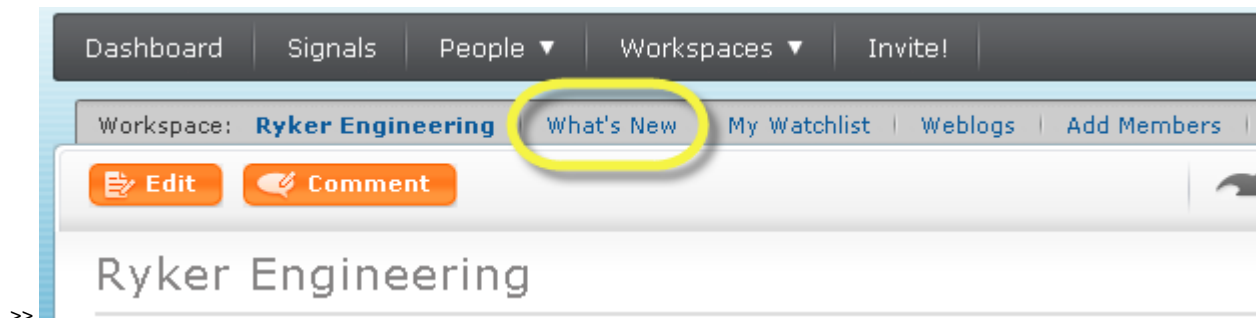 Dashboard Signals People ▼ Workspaces ▼ Invite!
Workspace: Ryker Engineering | What's New | My Watchlist | Weblogs | Add Members |
Edit Comment
Ryker Engineering
>>